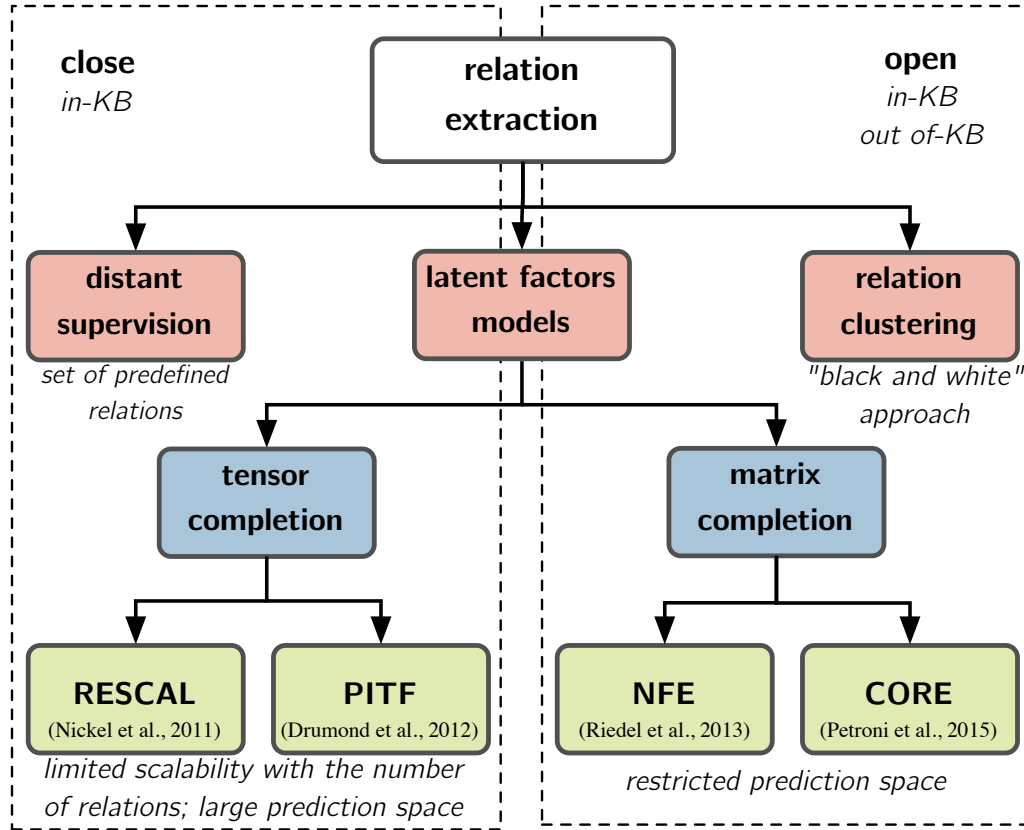 close
in-KB
relation
extraction
open
in-KB
out of-KB
distant
supervision
set of predefined
relations
latent factors
models
relation
clustering
"black and white"
approach
tensor
completion
matrix
completion
RESCAL
(Nickel et al., 2011)
PITF
(Drumond et al., 2012)
limited scalability with the number
of relations; large prediction space
NFE
(Riedel et al., 2013)
CORE
(Petroni et al., 2015)
restricted prediction space